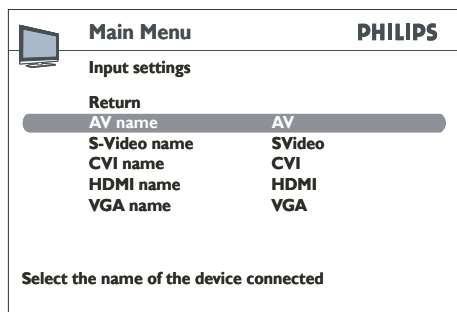 Main Menu PHILIPS
Input settings
Return
AV name AV
S-Video name SVideo
CVI name CVI
HDMI name HDMI
VGA name VGA
Select the name of the device connected